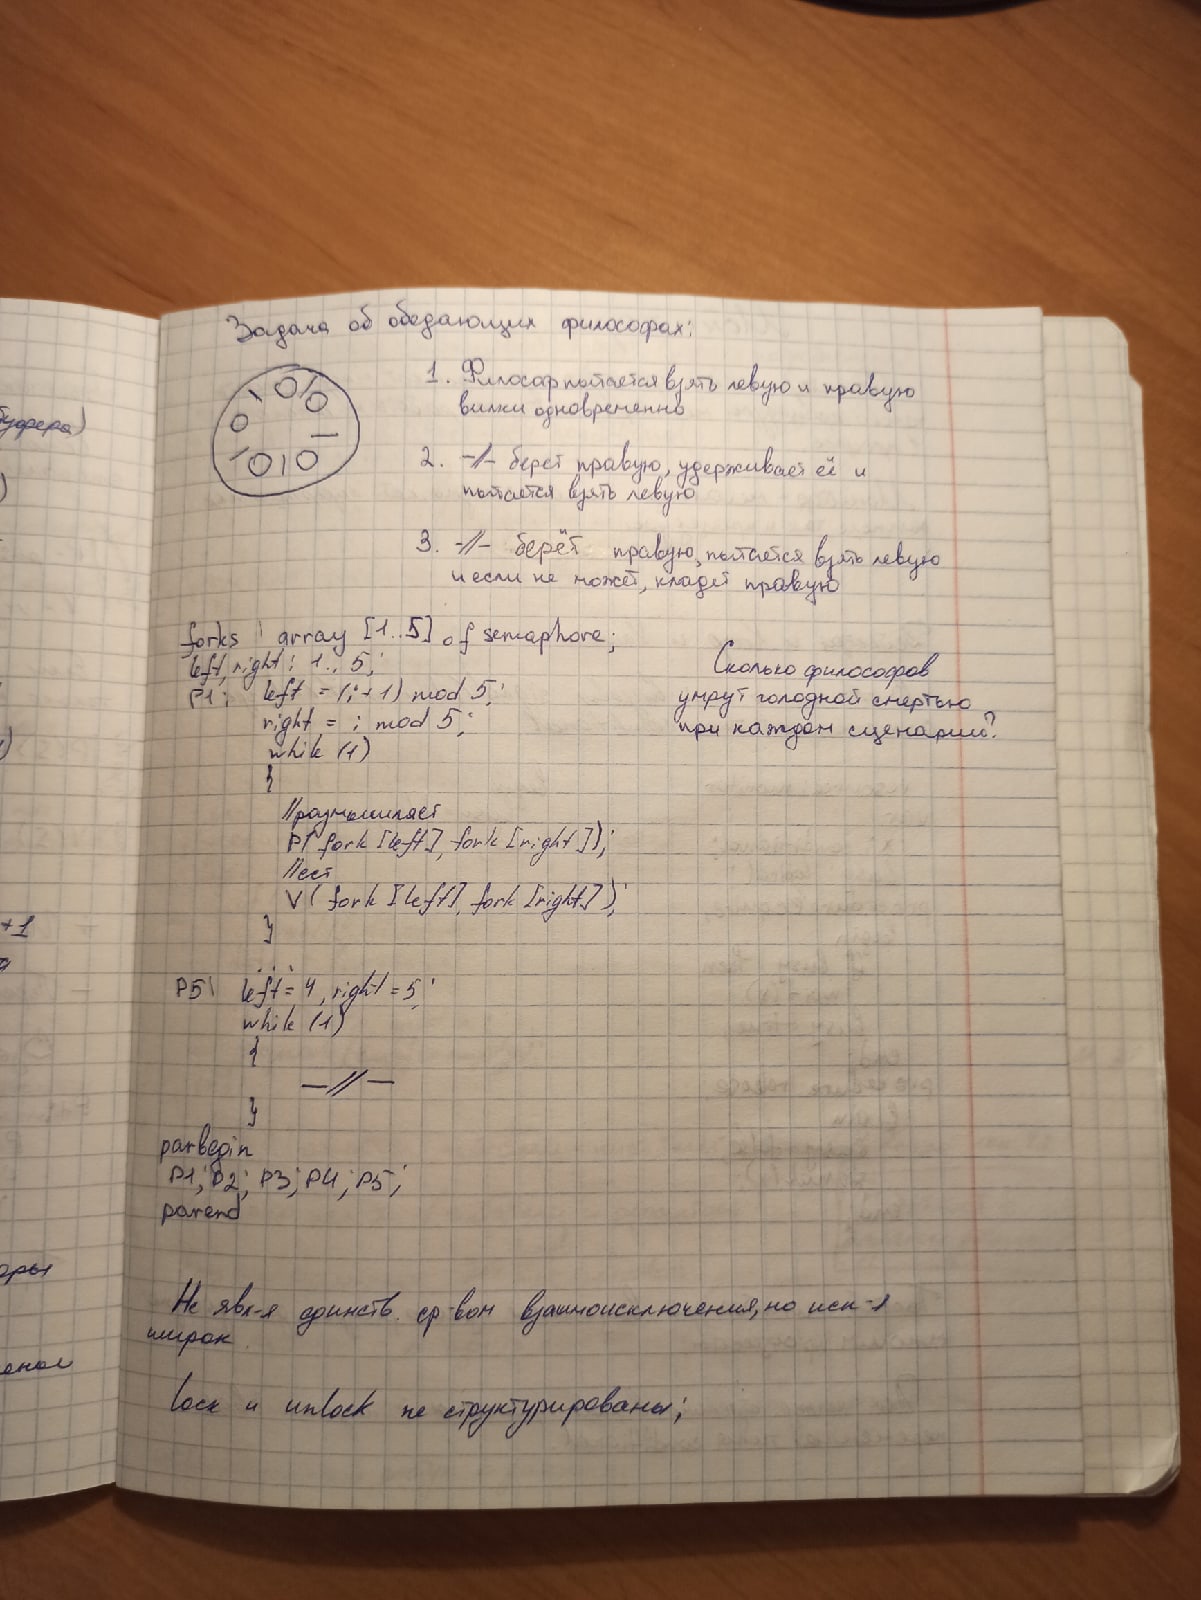 Задача об обедающих философах:
1. Философ пытается взять левую и правую
вилки одновременно
2. -//- берет правую, удерживает её и
пытается взять левую
3. -//- берёт правую, пытается взять левую
и если не может, кладет правую
forks: array [1..5] of semaphore;
left, right: 1..5;
P1: left = (i+1) mod 5;
right = i mod 5;
while (1)
{
//размышляет
P( fork [left], fork [right]);
//ест
V( fork [left], fork [right]);
}
Сколько философов
умрут голодной смертью
при каждом сценарии?
...
P5: left = 4, right = 5;
while (1)
{
—//—
}
parbegin
P1; P2; P3; P4; P5;
parend
Не явл-я единств. ср-вом взаимоисключения, но исп-я
широк.
lock и unlock не структурированы;
буфера)
)
)
+1
оры